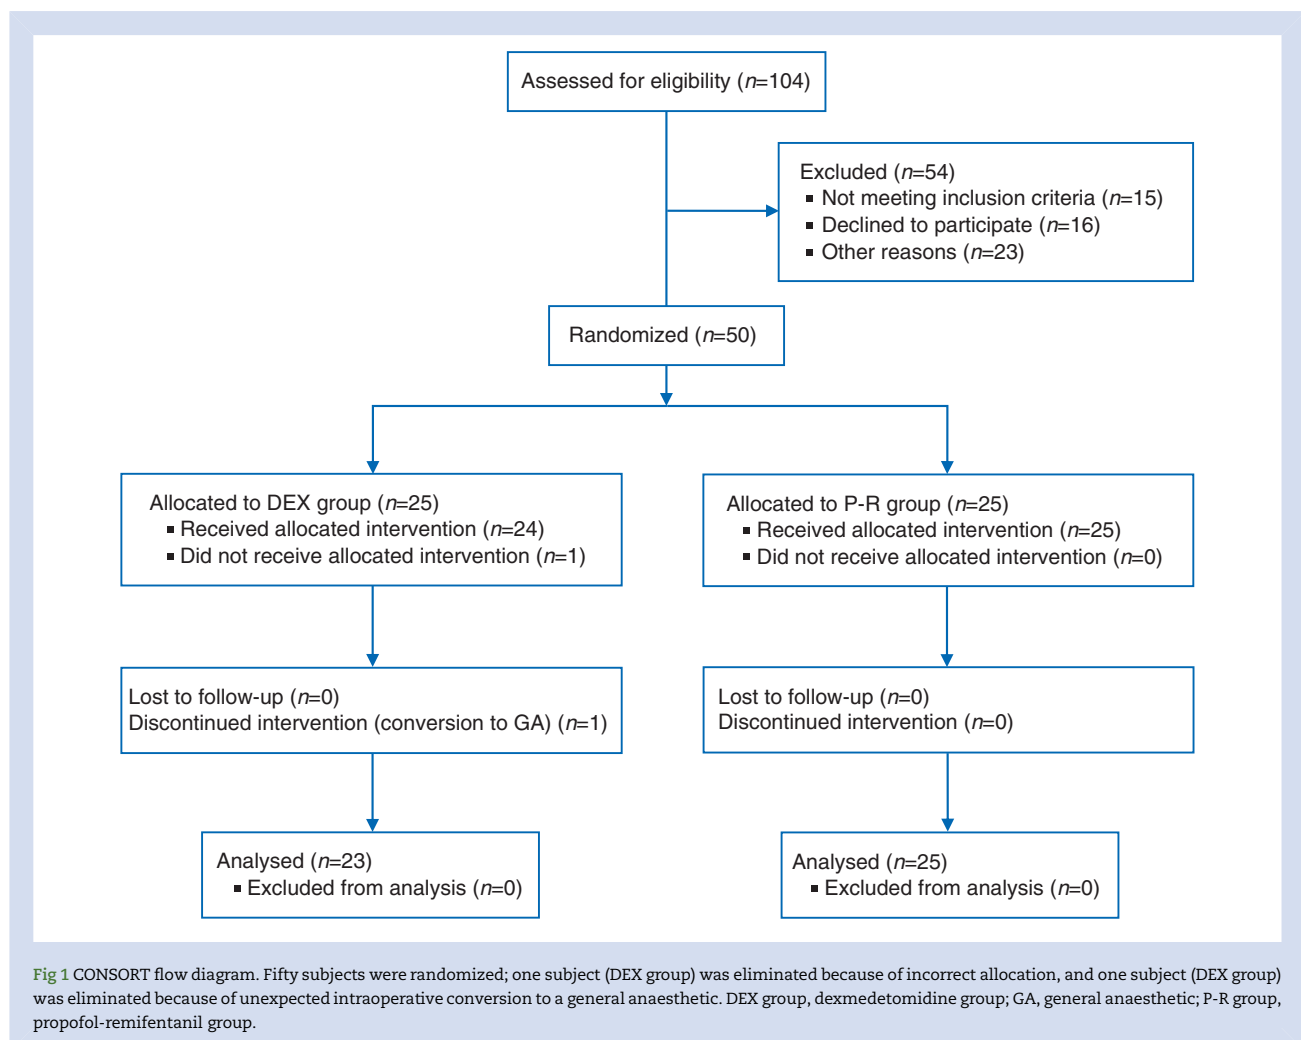 Assessed for eligibility (n=104)
Excluded (n=54)
▪ Not meeting inclusion criteria (n=15)
▪ Declined to participate (n=16)
▪ Other reasons (n=23)
Randomized (n=50)
Allocated to DEX group (n=25)
▪ Received allocated intervention (n=24)
▪ Did not receive allocated intervention (n=1)
Allocated to P-R group (n=25)
▪ Received allocated intervention (n=25)
▪ Did not receive allocated intervention (n=0)
Lost to follow-up (n=0)
Discontinued intervention (conversion to GA) (n=1)
Lost to follow-up (n=0)
Discontinued intervention (n=0)
Analysed (n=23)
▪ Excluded from analysis (n=0)
Analysed (n=25)
▪ Excluded from analysis (n=0)
Fig 1 CONSORT flow diagram. Fifty subjects were randomized; one subject (DEX group) was eliminated because of incorrect allocation, and one subject (DEX group)
was eliminated because of unexpected intraoperative conversion to a general anaesthetic. DEX group, dexmedetomidine group; GA, general anaesthetic; P-R group,
propofol-remifentanil group.